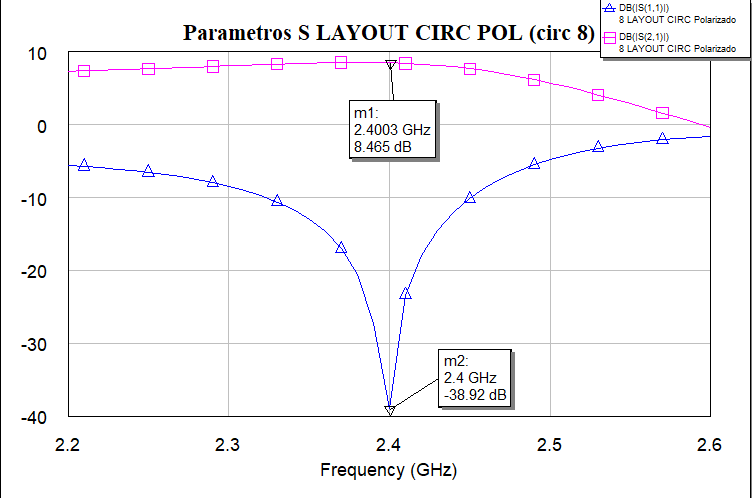 Parametros S LAYOUT CIRC POL (circ 8)
DB(|S(1,1)|)
8 LAYOUT CIRC Polarizado
DB(|S(2,1)|)
8 LAYOUT CIRC Polarizado
10
0
-10
-20
-30
-40
m1:
2.4003 GHz
8.465 dB
m2:
2.4 GHz
-38.92 dB
2.2
2.3
2.4
2.5
2.6
Frequency (GHz)